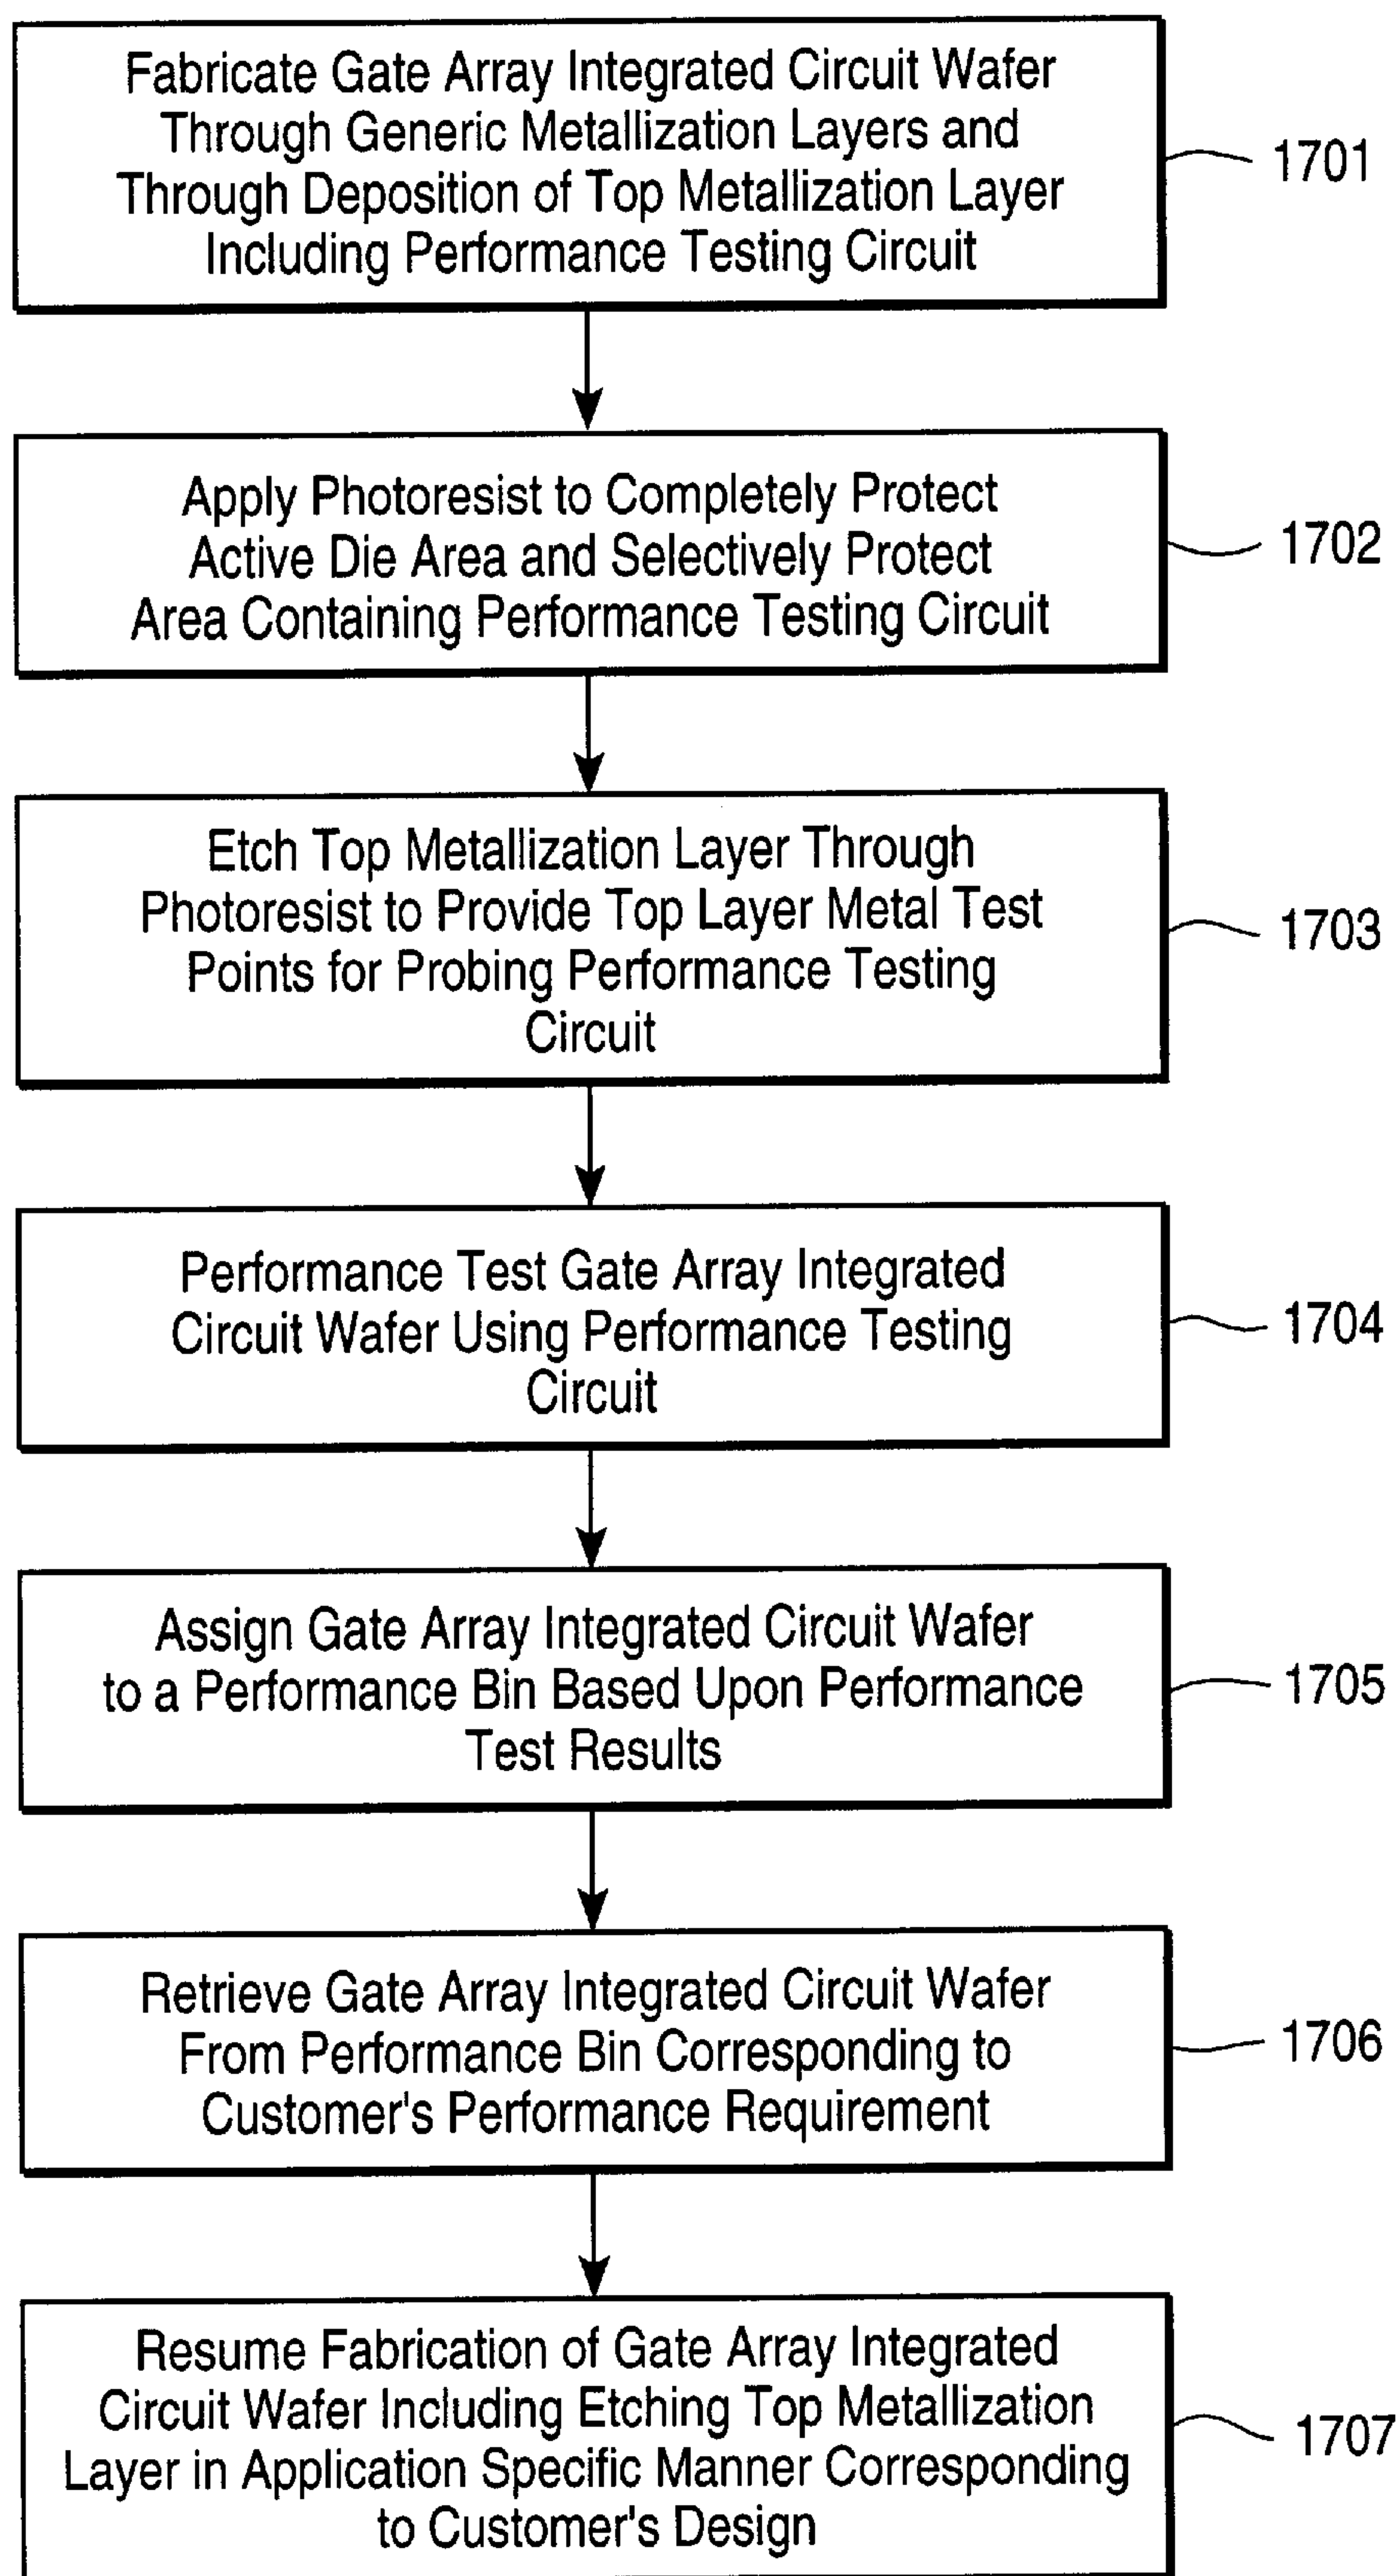 Fabricate Gate Array Integrated Circuit Wafer
Through Generic Metallization Layers and
Through Deposition of Top Metallization Layer
Including Performance Testing Circuit
1701
Apply Photoresist to Completely Protect
Active Die Area and Selectively Protect
Area Containing Performance Testing Circuit
1702
Etch Top Metallization Layer Through
Photoresist to Provide Top Layer Metal Test
Points for Probing Performance Testing
Circuit
1703
Performance Test Gate Array Integrated
Circuit Wafer Using Performance Testing
Circuit
1704
Assign Gate Array Integrated Circuit Wafer
to a Performance Bin Based Upon Performance
Test Results
1705
Retrieve Gate Array Integrated Circuit Wafer
From Performance Bin Corresponding to
Customer's Performance Requirement
1706
Resume Fabrication of Gate Array Integrated
Circuit Wafer Including Etching Top Metallization
Layer in Application Specific Manner Corresponding
to Customer's Design
1707